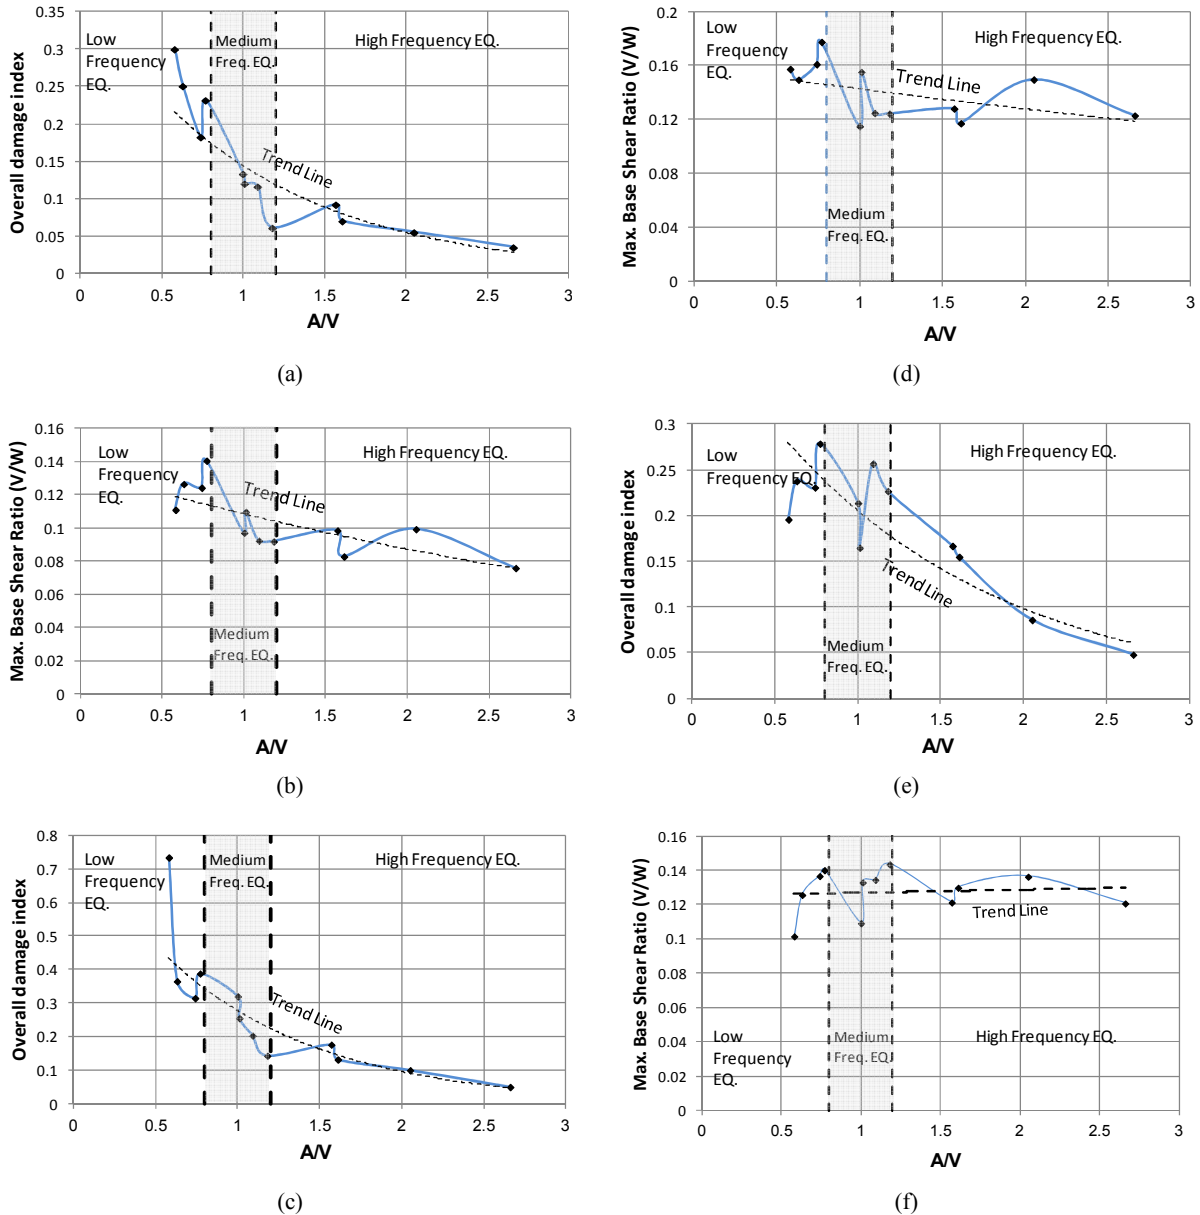 Overall damage index
0.35
0.3
0.25
0.2
0.15
0.1
0.05
0
Low
Frequency
EQ.
Medium
Freq. EQ.
High Frequency EQ.
Trend Line
0
0.5
1
1.5
2
2.5
3
A/V
(a)
Max. Base Shear Ratio (V/W)
0.2
0.16
0.12
0.08
0.04
0
Low
Frequency
EQ.
High Frequency EQ.
Trend Line
Medium
Freq. EQ.
0
0.5
1
1.5
2
2.5
3
A/V
(d)
Max. Base Shear Ratio (V/W)
0.16
0.14
0.12
0.1
0.08
0.06
0.04
0.02
0
Low
Frequency
EQ.
High Frequency EQ.
Trend Line
Medium
Freq. EQ.
0
0.5
1
1.5
2
2.5
3
A/V
(b)
Overall damage index
0.3
0.25
0.2
0.15
0.1
0.05
0
Low
Frequency EQ.
High Frequency EQ.
Trend Line
Medium
Freq. EQ.
0
0.5
1
1.5
2
2.5
3
A/V
(e)
Overall damage index
0.8
0.7
0.6
0.5
0.4
0.3
0.2
0.1
0
Low
Frequency
EQ.
Medium
Freq. EQ.
High Frequency EQ.
Trend Line
0
0.5
1
1.5
2
2.5
3
A/V
(c)
Max. Base Shear Ratio (V/W)
0.16
0.14
0.12
0.1
0.08
0.06
0.04
0.02
0
Trend Line
Low
Frequency
EQ.
Medium
Freq. EQ.
High Frequency EQ.
0
0.5
1
1.5
2
2.5
3
A/V
(f)